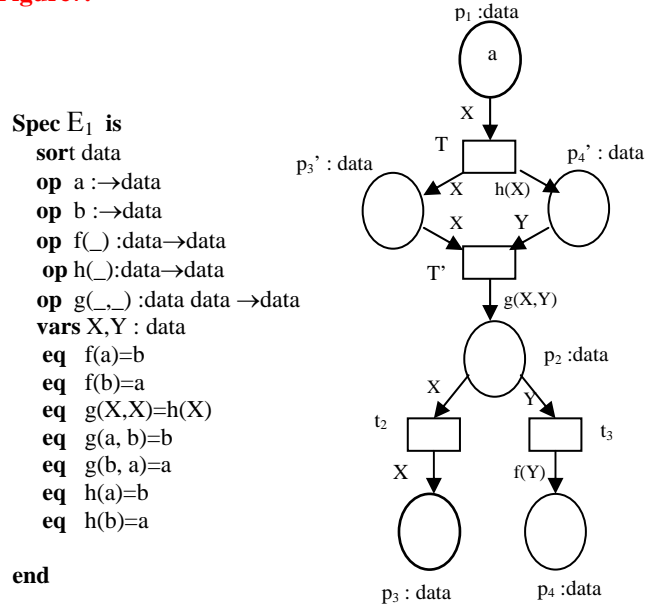 p₁ :data
a
X
T
p₃’ : data
p₄’ : data
X
h(X)
X
Y
T’
g(X,Y)
p₂ :data
X
Y
t₂
t₃
X
f(Y)
p₃ : data
p₄ :data
Spec E₁ is
sort data
op a :→data
op b :→data
op f(_) :data→data
op h(_):data→data
op g(_,_) :data data →data
vars X,Y : data
eq f(a)=b
eq f(b)=a
eq g(X,X)=h(X)
eq g(a, b)=b
eq g(b, a)=a
eq h(a)=b
eq h(b)=a
end